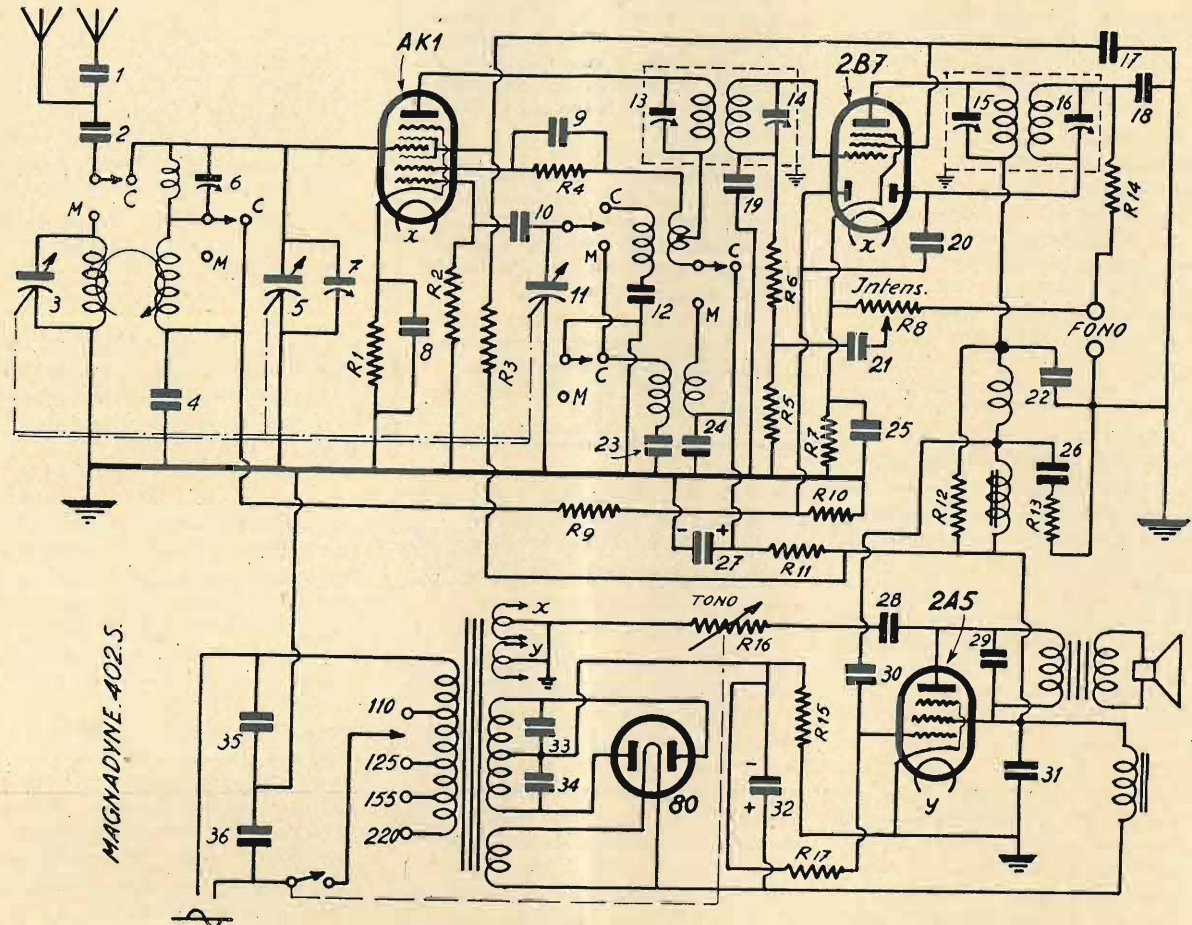 AK1
2B7
1
2
13
14
15
16
17
18
9
R4
6
C
C
M
M
3
5
7
4
x
10
C
M
11
12
C
M
C
M
19
x
20
R14
Intens.
R8
FONO
R1
8
R2
R3
R6
R5
21
R7
25
22
26
23
24
R9
R10
R12
R13
- +
27
R11
MAGNADYNE.402.S.
x
y
TONO
R16
28
2A5
29
30
35
36
110
125
155
220
33
34
80
-
+
32
R15
R17
y
31